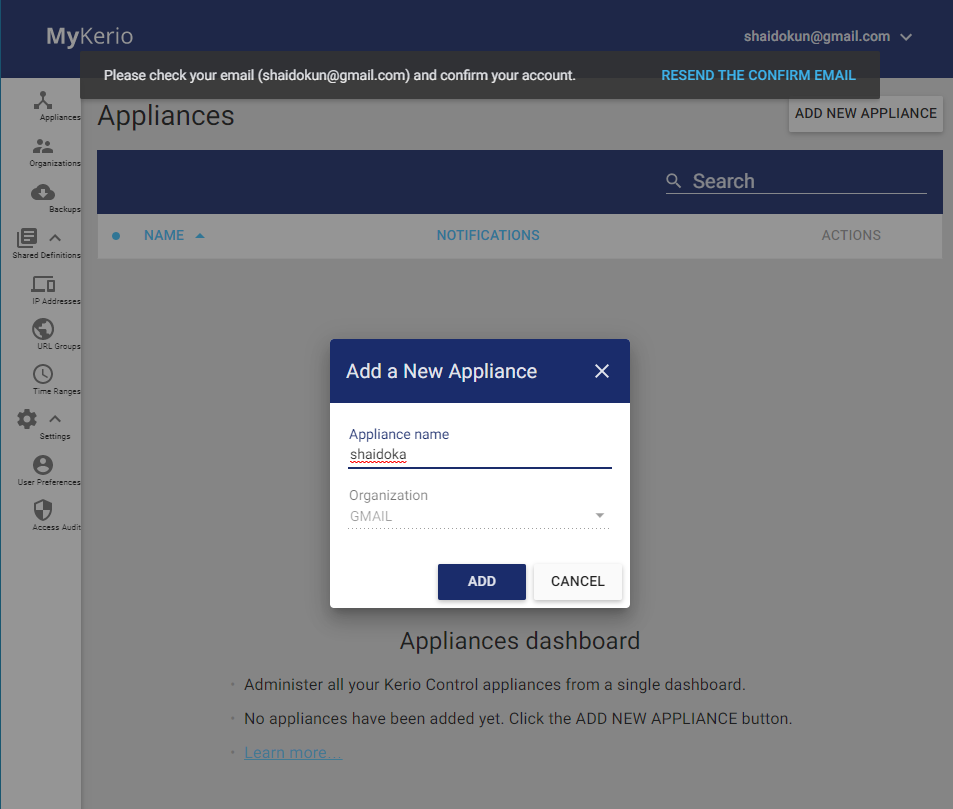 MyKerio
shaidokun@gmail.com
Please check your email (shaidokun@gmail.com) and confirm your account.
RESEND THE CONFIRM EMAIL
Appliances
Organizations
Backups
Shared Definitions
IP Addresses
URL Groups
Time Ranges
Settings
User Preferences
Access Audit
Appliances
ADD NEW APPLIANCE
Search
NAME
NOTIFICATIONS
ACTIONS
Add a New Appliance
Appliance name
shaidoka
Organization
GMAIL
ADD
CANCEL
Appliances dashboard
Administer all your Kerio Control appliances from a single dashboard.
No appliances have been added yet. Click the ADD NEW APPLIANCE button.
Learn more...